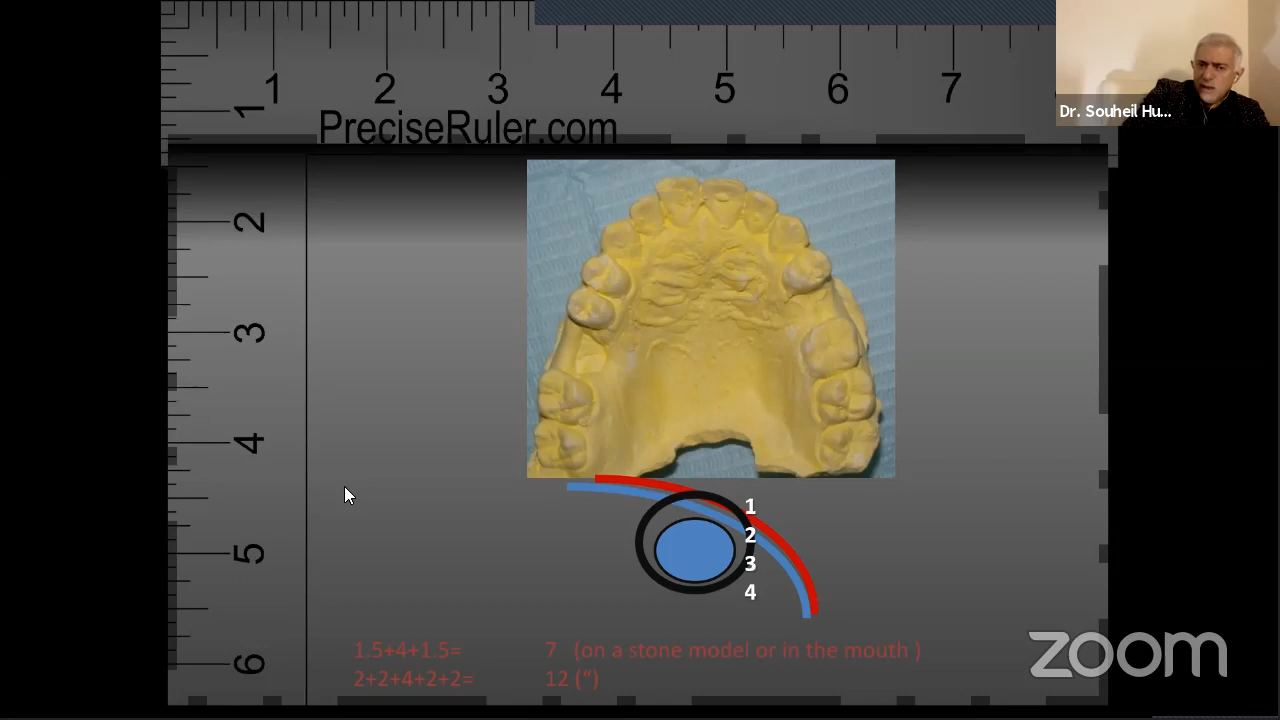 1 2 3 4 5 6 7
PreciseRuler.com
Dr. Souheil Hu...
1
2
3
4
5
6
1
2
3
4
1.5+4+1.5= 7 (on a stone model or in the mouth )
2+2+4+2+2= 12 (“)
zoom